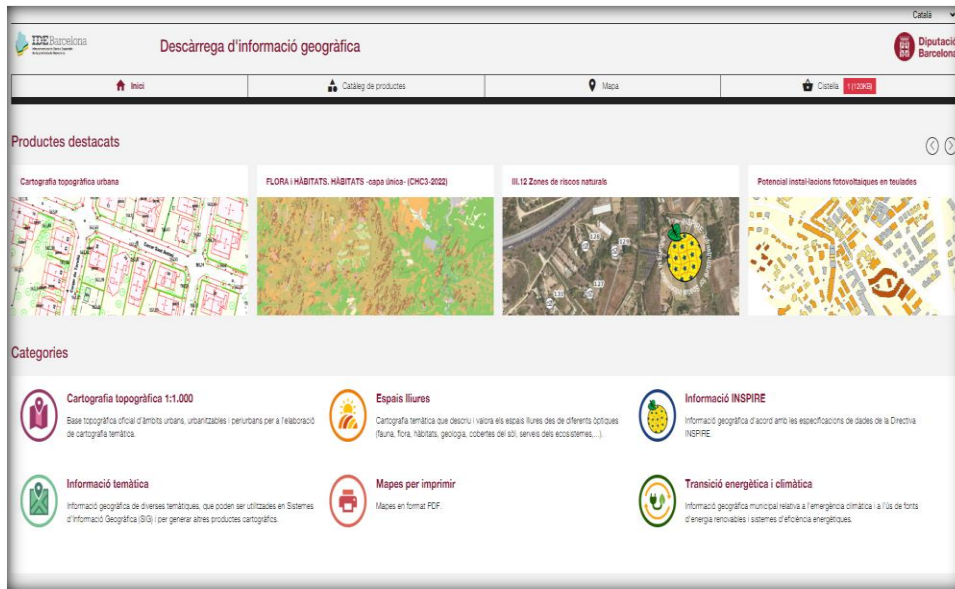 Català
IDEBarcelona
Descàrrega d'informació geogràfica
Diputació
Barcelona
Inici
Catàleg de productes
Mapa
Cistella 1 (120KB)
Productes destacats
Cartografia topogràfica urbana
FLORA i HÀBITATS. HÀBITATS -capa única- (CHC3-2022)
III.12 Zones de riscos naturals
Potencial instal·lacions fotovoltaiques en teulades
Categories
Cartografia topogràfica 1:1.000
Base topogràfica oficial d'àmbits urbans, urbanitzables i periurbans per a l'elaboració
de cartografia temàtica.
Espais lliures
Cartografia temàtica que descriu i valora els espais lliures des de diferents òptiques
(fauna, flora, hàbitats, geologia, cobertes del sòl, serveis dels ecosistemes,...).
Informació INSPIRE
Informació geogràfica d'acord amb les especificacions de dades de la Directiva
INSPIRE.
Informació temàtica
Informació geogràfica de diverses temàtiques, que poden ser utilitzades en Sistemes
d'Informació Geogràfica (SIG) i per generar altres productes cartogràfics.
Mapes per imprimir
Mapes en format PDF.
Transició energètica i climàtica
Informació geogràfica municipal relativa a l'emergència climàtica i a l'ús de fonts
d'energia renovables i sistemes d'eficiència energètiques.